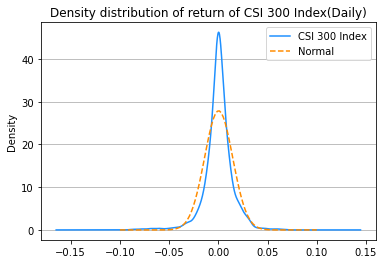 Density distribution of return of CSI 300 Index(Daily)
CSI 300 Index
Normal
Density
40
30
20
10
0
−0.15 −0.10 −0.05 0.00 0.05 0.10 0.15